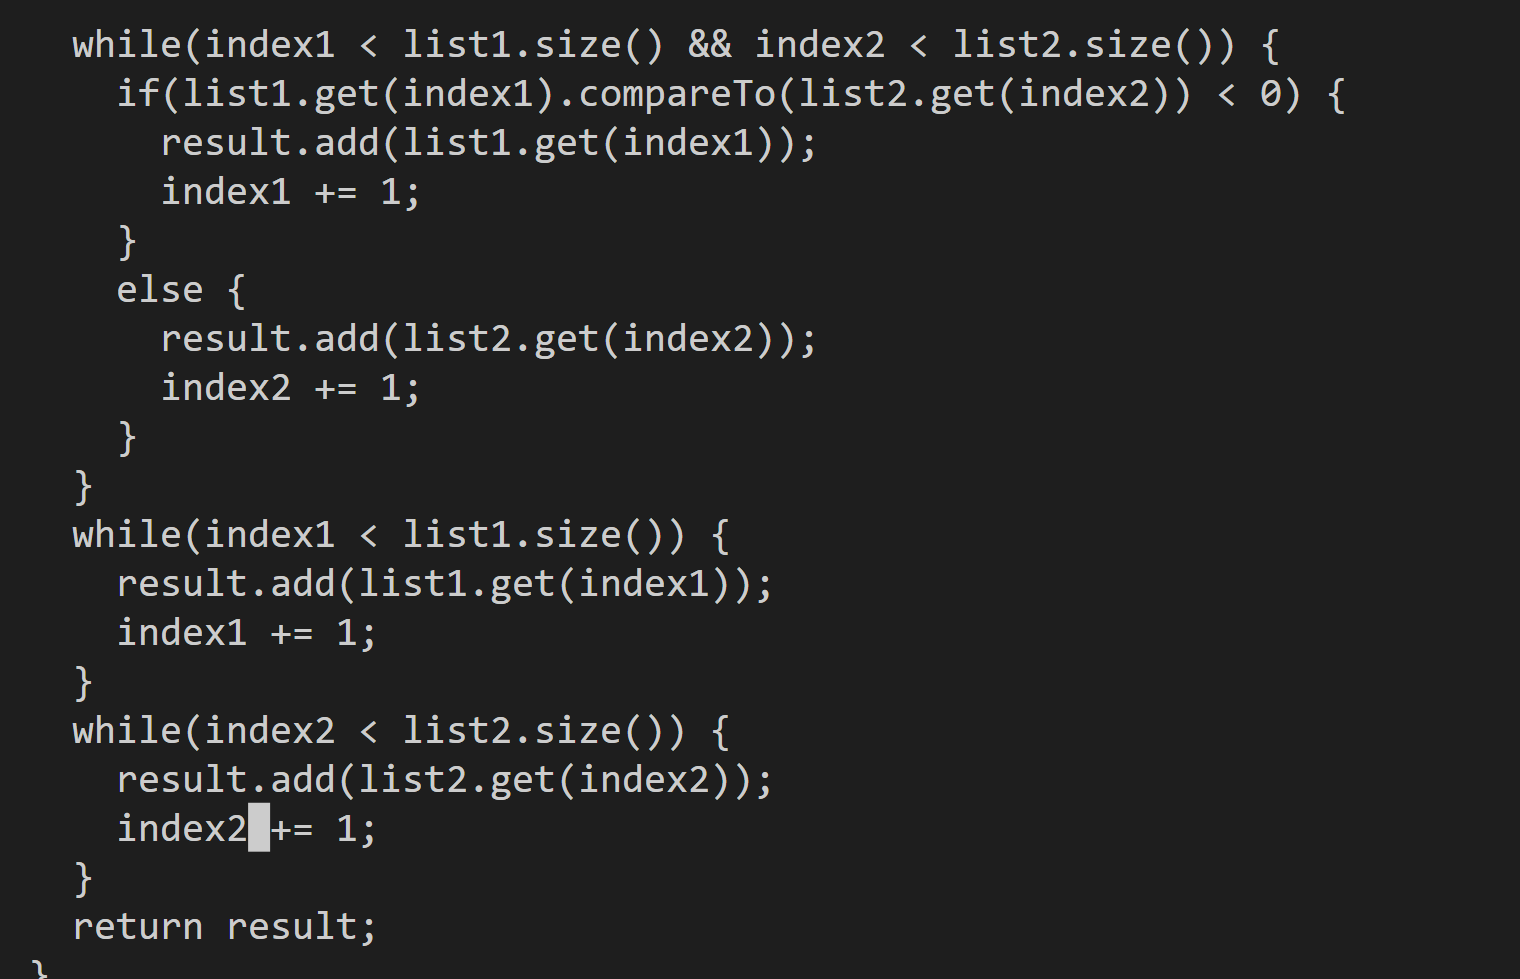 while(index1 < list1.size() && index2 < list2.size()) {
  if(list1.get(index1).compareTo(list2.get(index2)) < 0) {
    result.add(list1.get(index1));
    index1 += 1;
  }
  else {
    result.add(list2.get(index2));
    index2 += 1;
  }
}
while(index1 < list1.size()) {
  result.add(list1.get(index1));
  index1 += 1;
}
while(index2 < list2.size()) {
  result.add(list2.get(index2));
  index2 += 1;
}
return result;
}